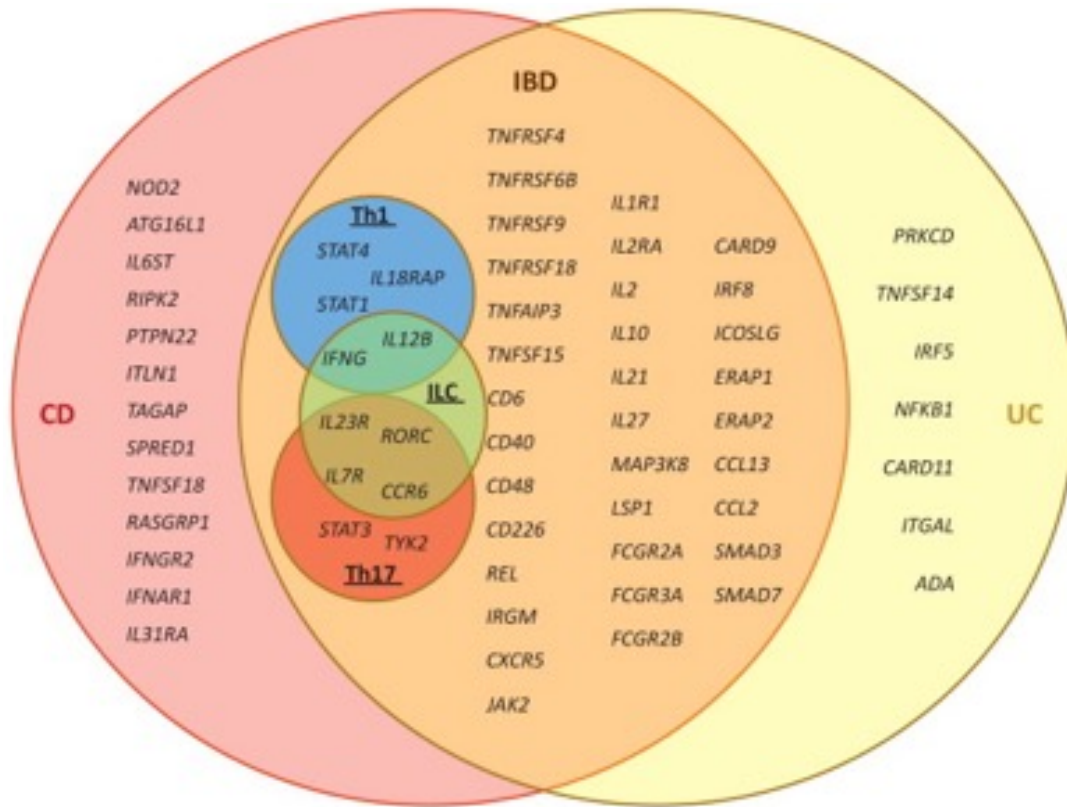 IBD
CD
NOD2
ATG16L1
IL6ST
RIPK2
PTPN22
ITLN1
TAGAP
SPRED1
TNFSF18
RASGRP1
IFNGR2
IFNAR1
IL31RA
Th1
STAT4
IL18RAP
STAT1
IL12B
IFNG
ILC
IL23R
RORC
IL7R
CCR6
STAT3
TYK2
Th17
TNFRSF4
TNFRSF6B
TNFRSF9
TNFRSF18
TNFAIP3
TNFSF15
CD6
CD40
CD48
CD226
REL
IRGM
CXCR5
JAK2
IL1R1
IL2RA
IL2
IL10
IL21
IL27
MAP3K8
LSP1
FCGR2A
FCGR3A
FCGR2B
CARD9
IRF8
ICOSLG
ERAP1
ERAP2
CCL13
CCL2
SMAD3
SMAD7
PRKCD
TNFSF14
IRF5
NFKB1
CARD11
ITGAL
ADA
UC